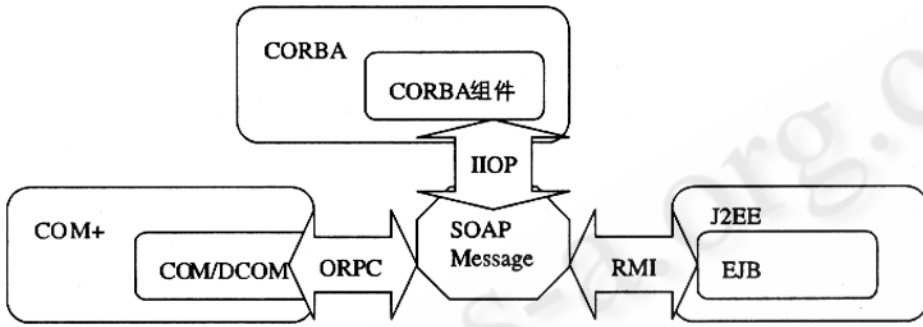 CORBA
CORBA组件
IIOP
COM+
COM/DCOM
ORPC
SOAP
Message
RMI
J2EE
EJB